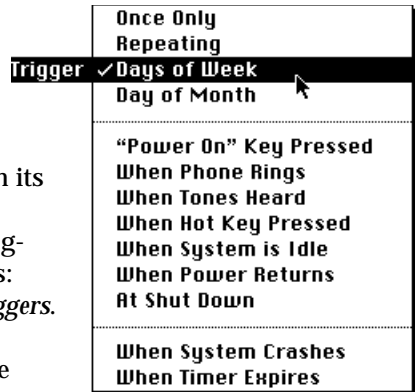 Once Only
Repeating
Trigger ✓Days of Week
Day of Month
“Power On” Key Pressed
When Phone Rings
When Tones Heard
When Hot Key Pressed
When System is Idle
When Power Returns
At Shut Down
When System Crashes
When Timer Expires
n its
g-
s:
ggers.
e